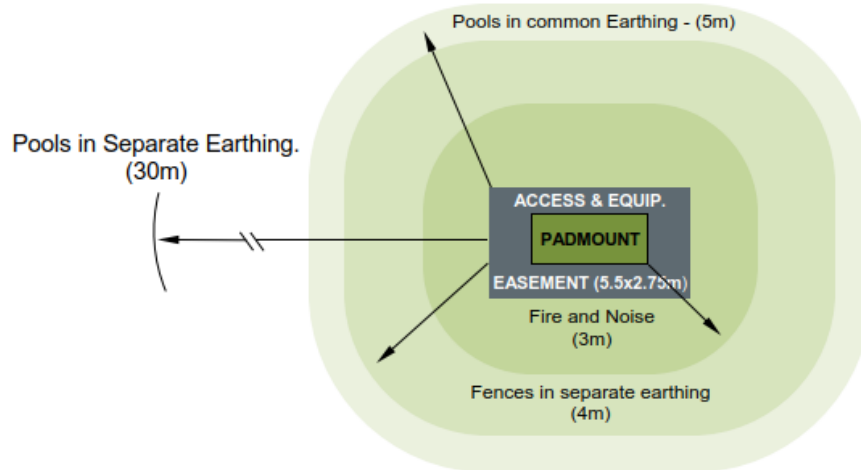 Pools in common Earthing - (5m)
Pools in Separate Earthing.
(30m)
ACCESS & EQUIP.
PADMOUNT
EASEMENT (5.5x2.75m)
Fire and Noise
(3m)
Fences in separate earthing
(4m)